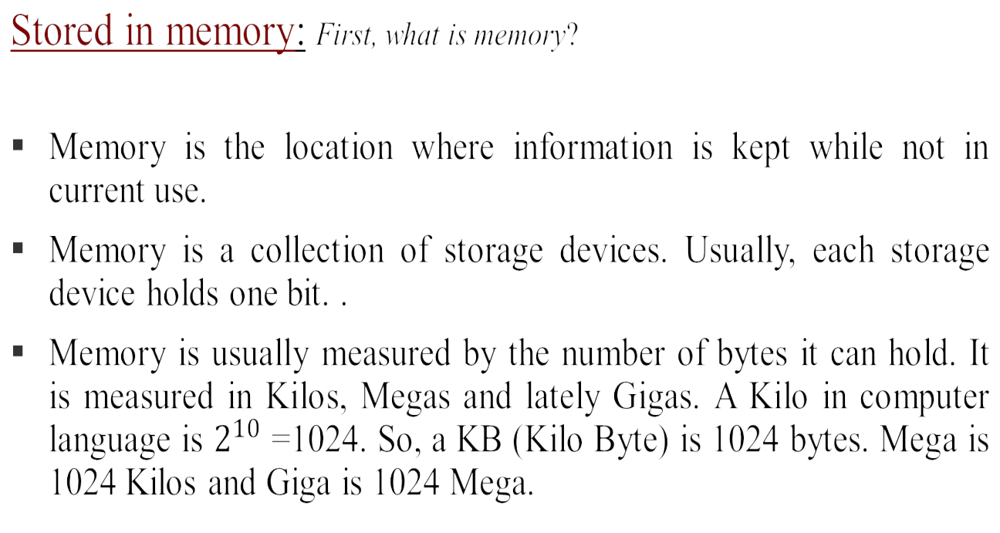 Stored in memory: First, what is memory?
▪ Memory is the location where information is kept while not in
current use.
▪ Memory is a collection of storage devices. Usually, each storage
device holds one bit. .
▪ Memory is usually measured by the number of bytes it can hold. It
is measured in Kilos, Megas and lately Gigas. A Kilo in computer
language is 2¹⁰ =1024. So, a KB (Kilo Byte) is 1024 bytes. Mega is
1024 Kilos and Giga is 1024 Mega.